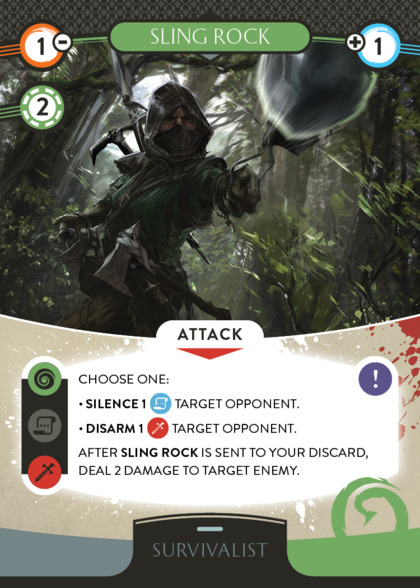 SLING ROCK
1 -
+ 1
2
ATTACK
CHOOSE ONE:
• SILENCE 1 TARGET OPPONENT.
• DISARM 1 TARGET OPPONENT.
AFTER SLING ROCK IS SENT TO YOUR DISCARD,
DEAL 2 DAMAGE TO TARGET ENEMY.
!
SURVIVALIST